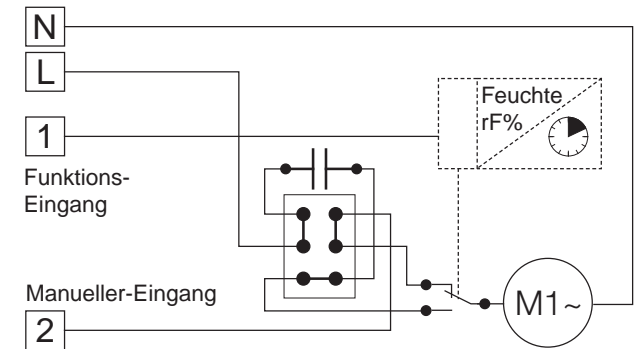 N
L
1
Funktions-
Eingang
Feuchte
rF%
Manueller-Eingang
2
M1~